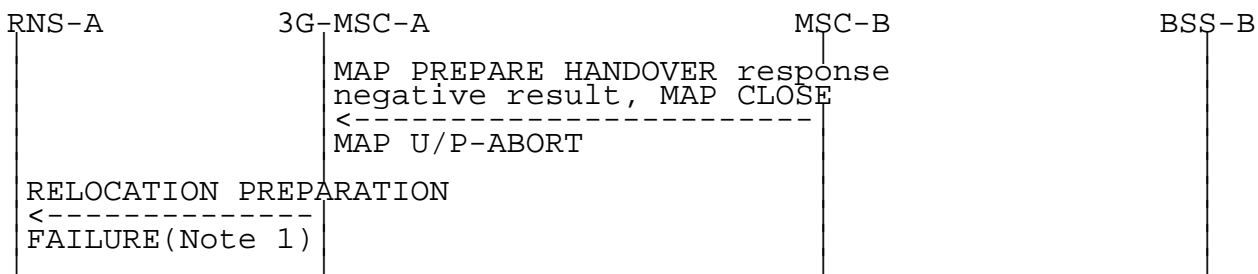 RNS-A 3G-MSC-A MSC-B BSS-B
MAP PREPARE HANDOVER response
negative result, MAP CLOSE
<-------------------------
MAP U/P-ABORT
RELOCATION PREPARATION
<--------------
FAILURE(Note 1)